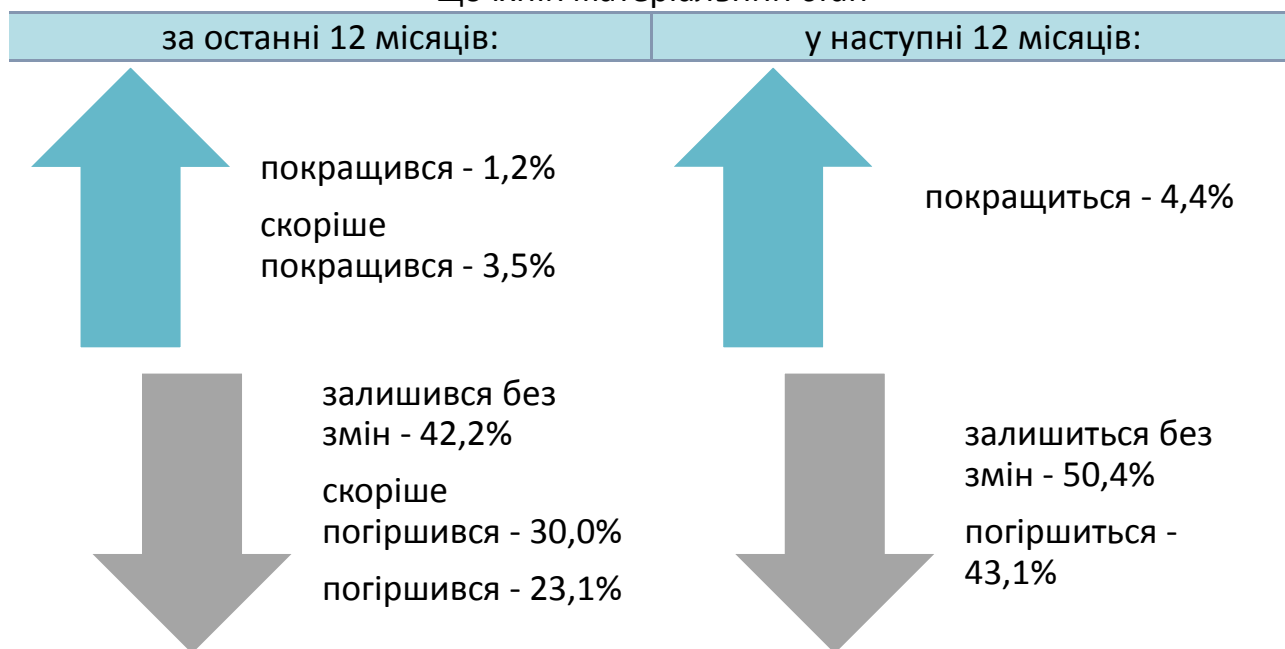 за останні 12 місяців:
у наступні 12 місяців:
покращився - 1,2%
скоріше
покращився - 3,5%
покращиться - 4,4%
залишився без
змін - 42,2%
скоріше
погіршився - 30,0%
погіршився - 23,1%
залишиться без
змін - 50,4%
погіршиться -
43,1%